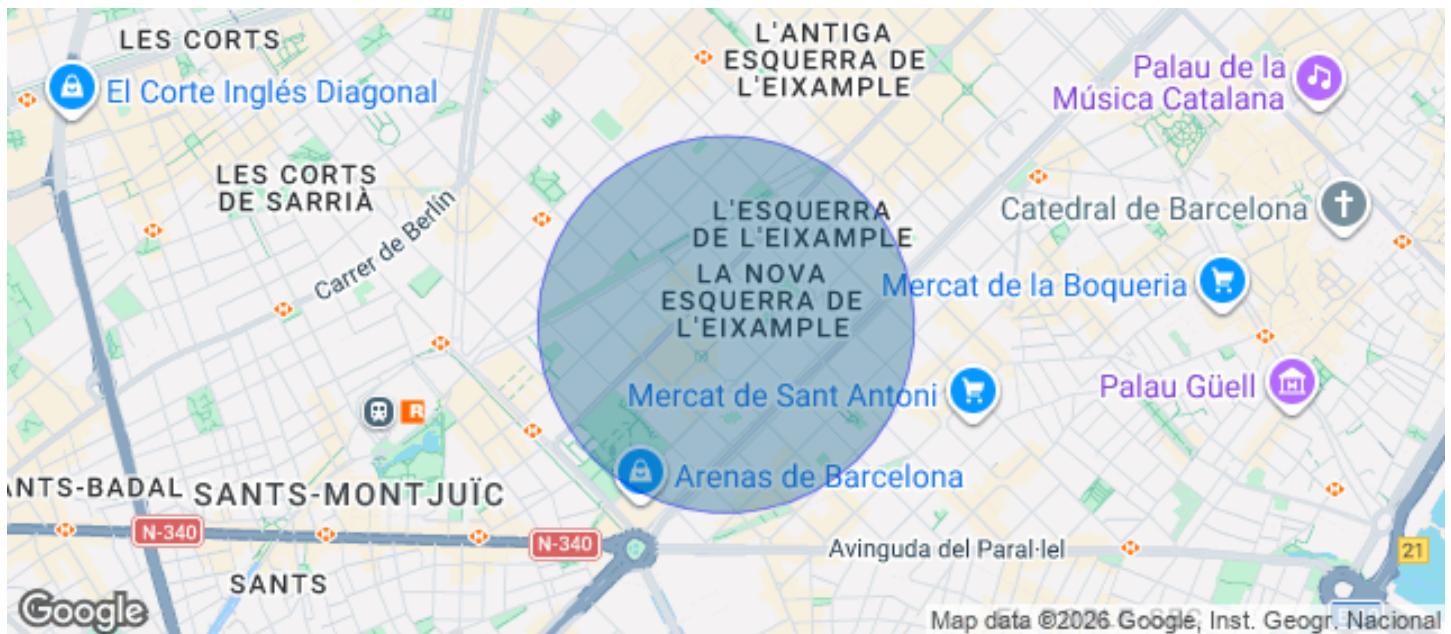 LES CORTS
El Corte Inglés Diagonal
L'ANTIGA
ESQUERRA DE
L'EIXAMPLE
Palau de la
Música Catalana
LES CORTS
DE SARRIÀ
Carrer de Berlín
L'ESQUERRA
DE L'EIXAMPLE
Catedral de Barcelona
LA NOVA
ESQUERRA DE
L'EIXAMPLE
Mercat de la Boqueria
Mercat de Sant Antoni
Palau Güell
R
Arenas de Barcelona
ANTS-BADAL
SANTS-MONTJUÏC
N-340
N-340
Avinguda del Paral·lel
21
SANTS
Google
Map data ©2026 Google, Inst. Geogr. Nacional